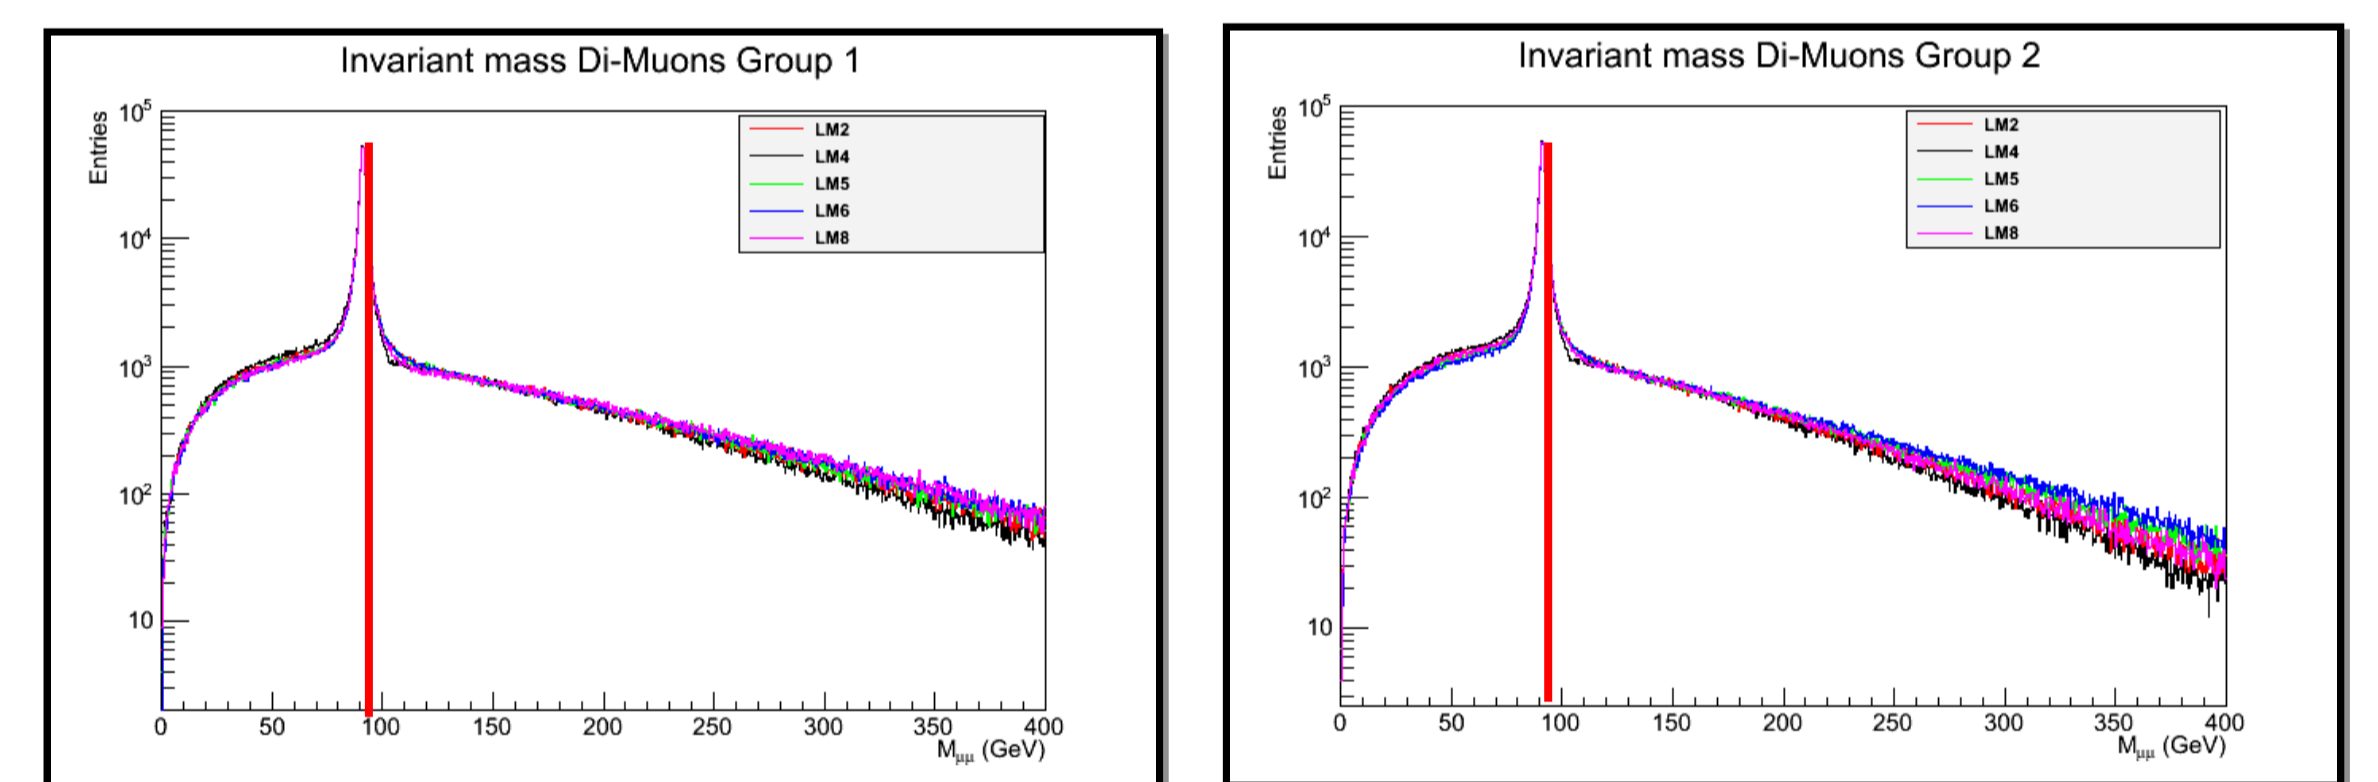 Invariant mass Di-Muons Group 1
Entries
10^5
10^4
10^3
10^2
10
LM2
LM4
LM5
LM6
LM8
0 50 100 150 200 250 300 350 400
M_μμ (GeV)
Invariant mass Di-Muons Group 2
Entries
10^5
10^4
10^3
10^2
10
LM2
LM4
LM5
LM6
LM8
0 50 100 150 200 250 300 350 400
M_μμ (GeV)